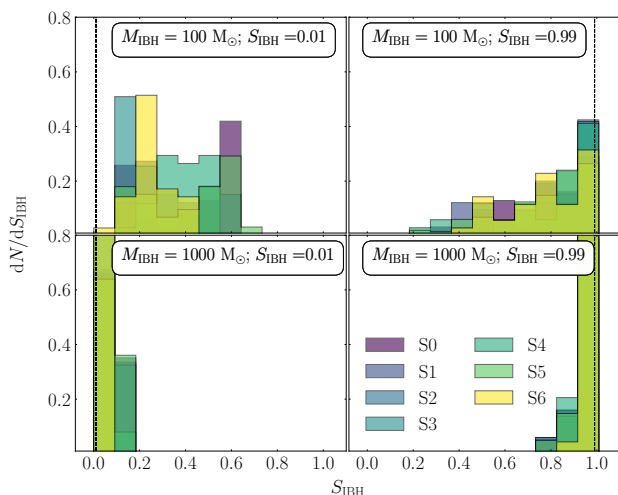 0.8
0.6
0.4
0.2
M_IBH = 100 M_⊙; S_IBH =0.01
M_IBH = 100 M_⊙; S_IBH =0.99
0.8
0.6
0.4
0.2
M_IBH = 1000 M_⊙; S_IBH =0.01
M_IBH = 1000 M_⊙; S_IBH =0.99
dN/dS_IBH
S0
S1
S2
S3
S4
S5
S6
0.0 0.2 0.4 0.6 0.8 1.0
0.0 0.2 0.4 0.6 0.8 1.0
S_IBH